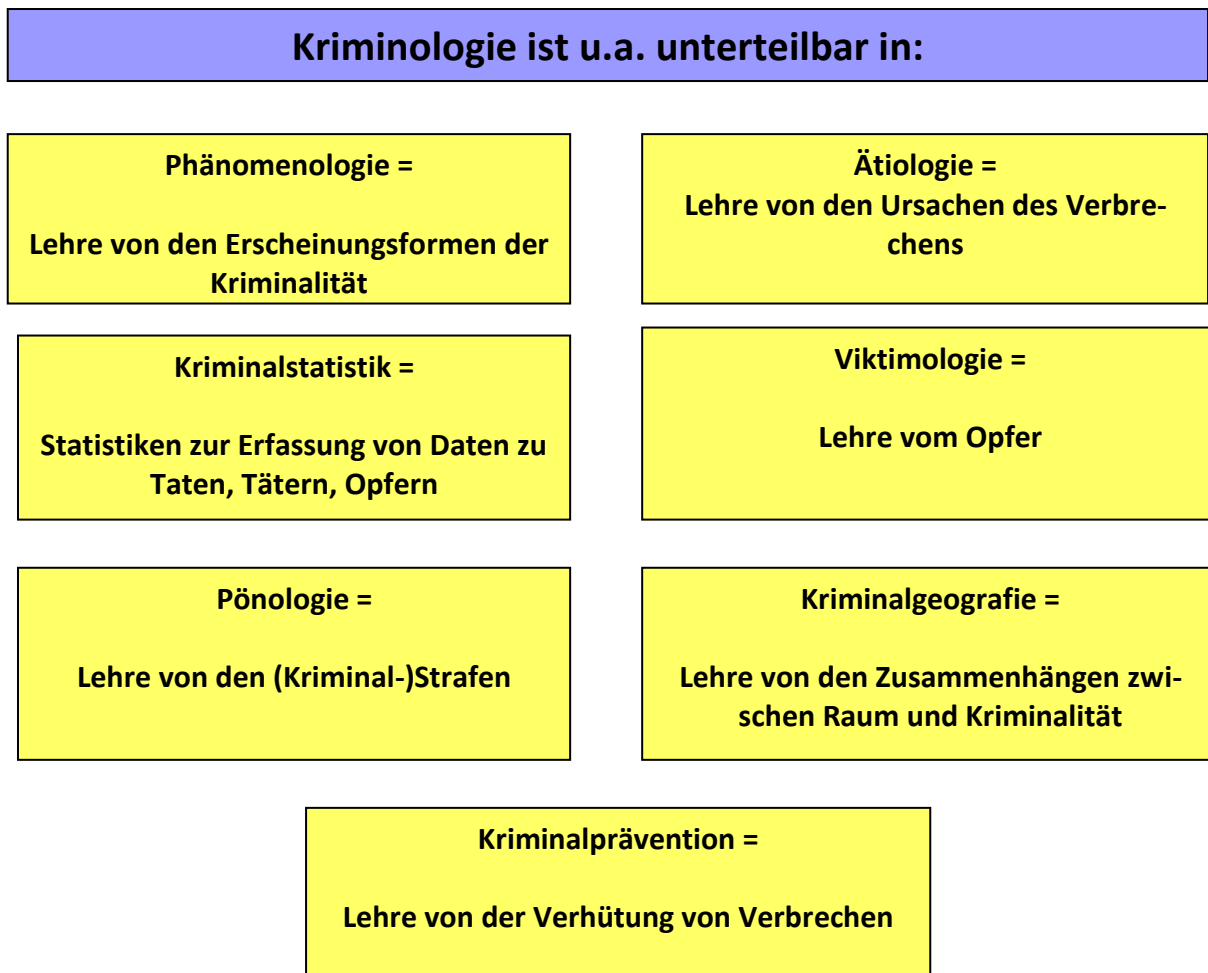 Kriminologie ist u.a. unterteilbar in:
Phänomenologie =
Lehre von den Erscheinungsformen der
Kriminalität
Ätiologie =
Lehre von den Ursachen des Verbre-
chens
Kriminalstatistik =
Statistiken zur Erfassung von Daten zu
Taten, Tätern, Opfern
Viktimologie =
Lehre vom Opfer
Pönologie =
Lehre von den (Kriminal-)Strafen
Kriminalgeografie =
Lehre von den Zusammenhängen zwi-
schen Raum und Kriminalität
Kriminalprävention =
Lehre von der Verhütung von Verbrechen